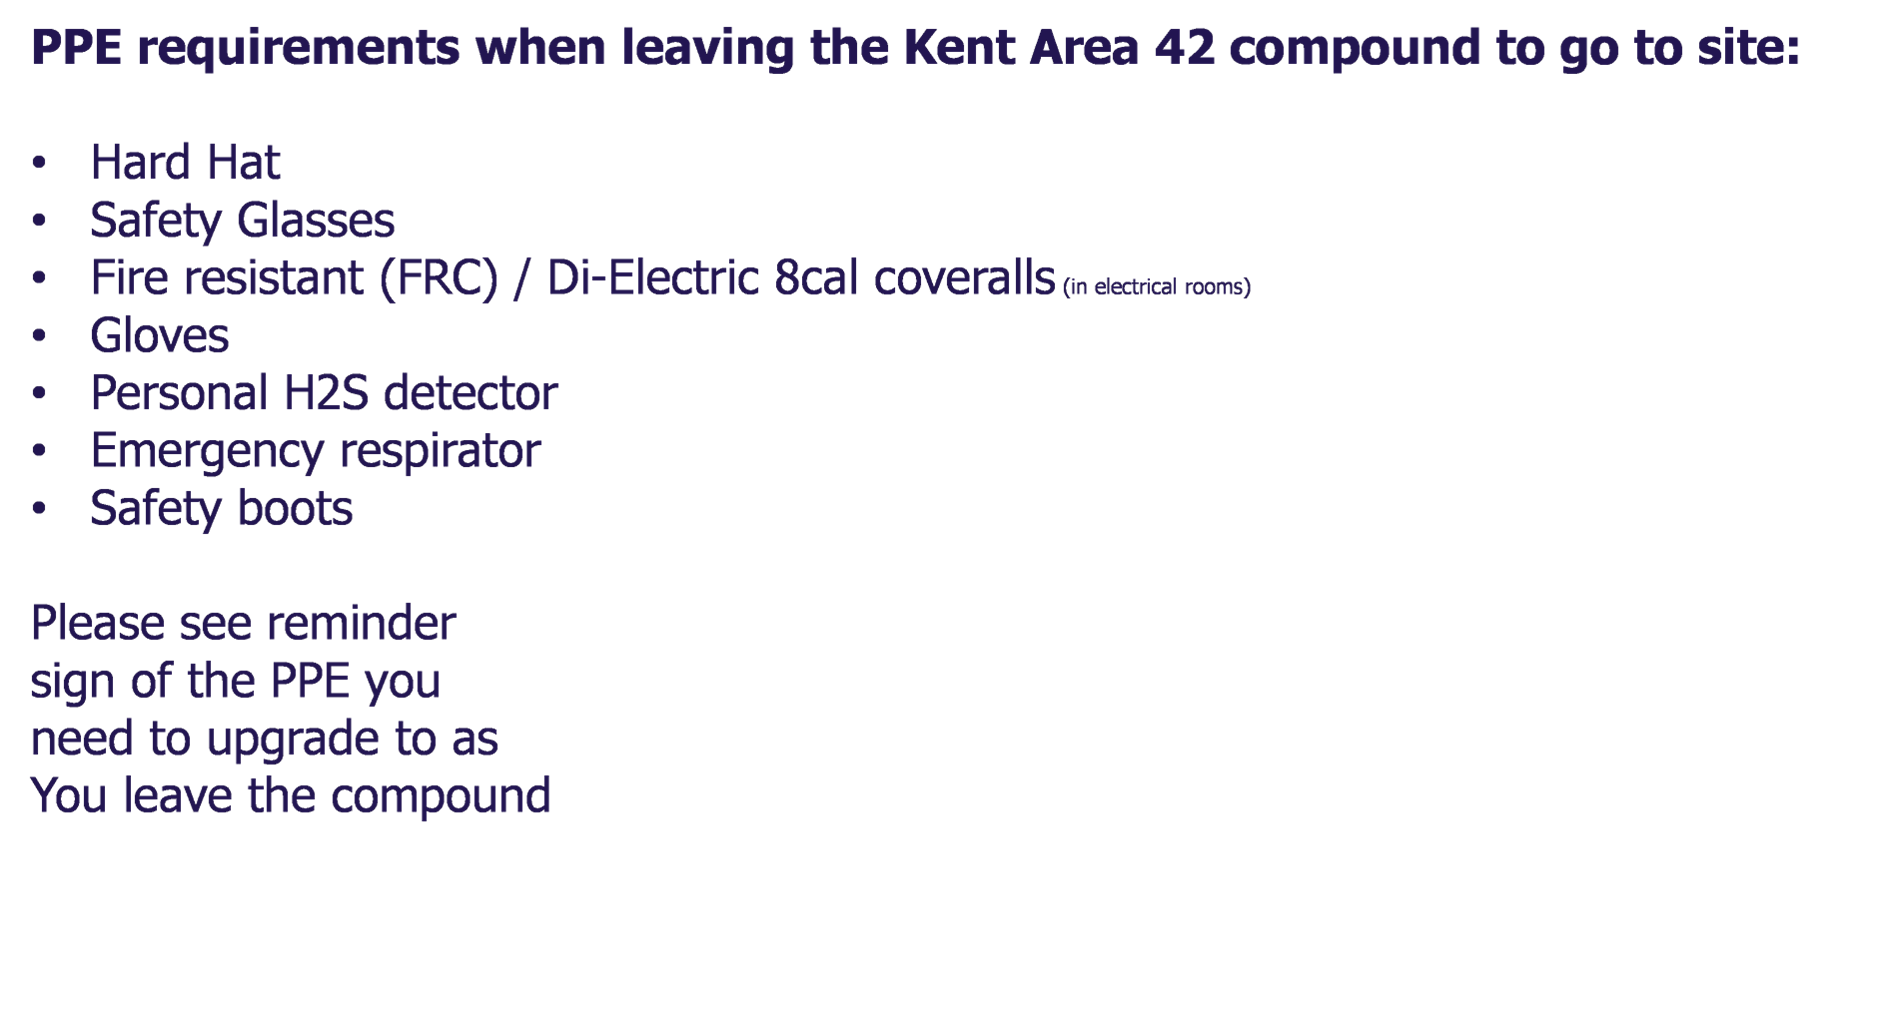 PPE requirements when leaving the Kent Area 42 compound to go to site:
• Hard Hat
• Safety Glasses
• Fire resistant (FRC) / Di-Electric 8cal coveralls (in electrical rooms)
• Gloves
• Personal H2S detector
• Emergency respirator
• Safety boots
Please see reminder
sign of the PPE you
need to upgrade to as
You leave the compound